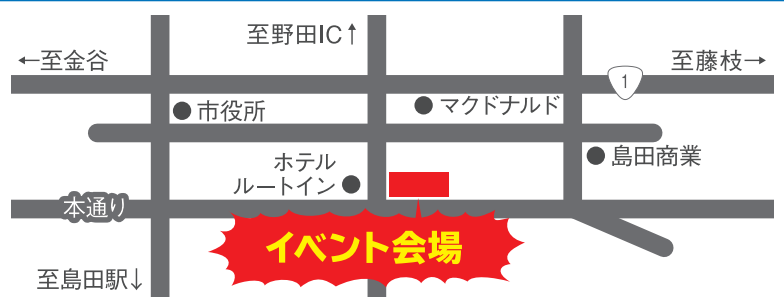 至野田IC↑
←至金谷
至藤枝→
1
市役所
マクドナルド
島田商業
ホテル
ルートイン
本通り
イベント会場
至島田駅↓